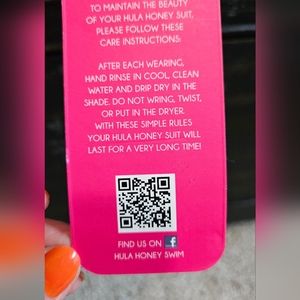 TO MAINTAIN THE BEAUTY
OF YOUR HULA HONEY SUIT,
PLEASE FOLLOW THESE
CARE INSTRUCTIONS:
AFTER EACH WEARING,
HAND RINSE IN COOL, CLEAN
WATER AND DRIP DRY IN THE
SHADE. DO NOT WRING, TWIST,
OR PUT IN THE DRYER.
WITH THESE SIMPLE RULES
YOUR HULA HONEY SUIT WILL
LAST FOR A VERY LONG TIME!
FIND US ON f
HULA HONEY SWIM